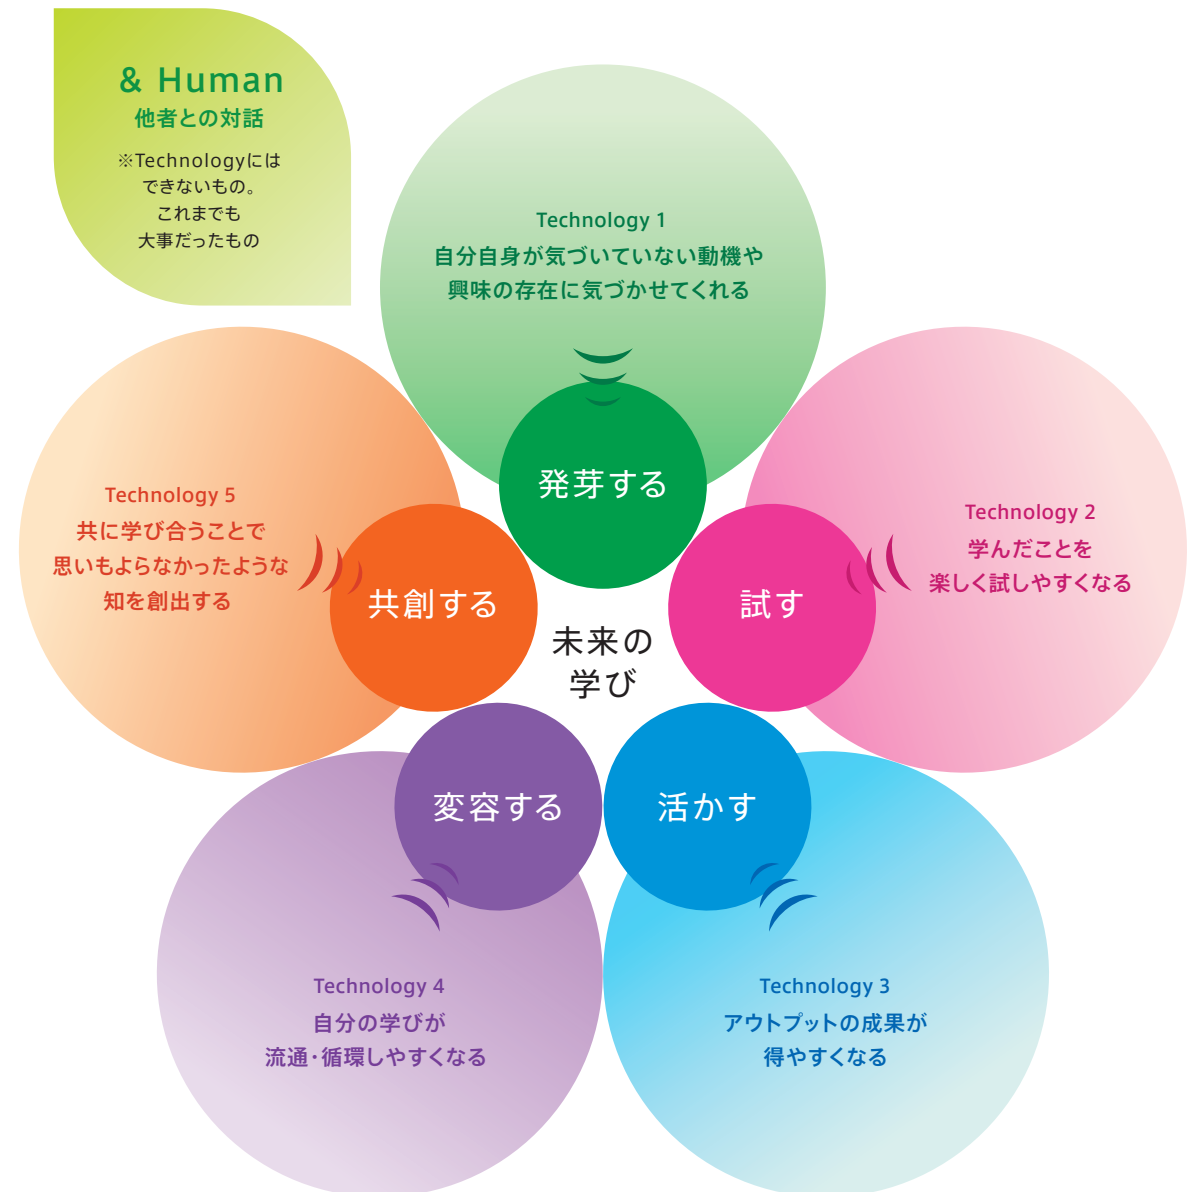 & Human
他者との対話
※Technologyには
できないもの。
これまでも
大事だったもの
Technology 1
自分自身が気づいていない動機や
興味の存在に気づかせてくれる
発芽する
Technology 2
学んだことを
楽しく試しやすくなる
試す
Technology 3
アウトプットの成果が
得やすくなる
活かす
Technology 4
自分の学びが
流通・循環しやすくなる
変容する
Technology 5
共に学び合うことで
思いもよらなかったような
知を創出する
共創する
未来の
学び